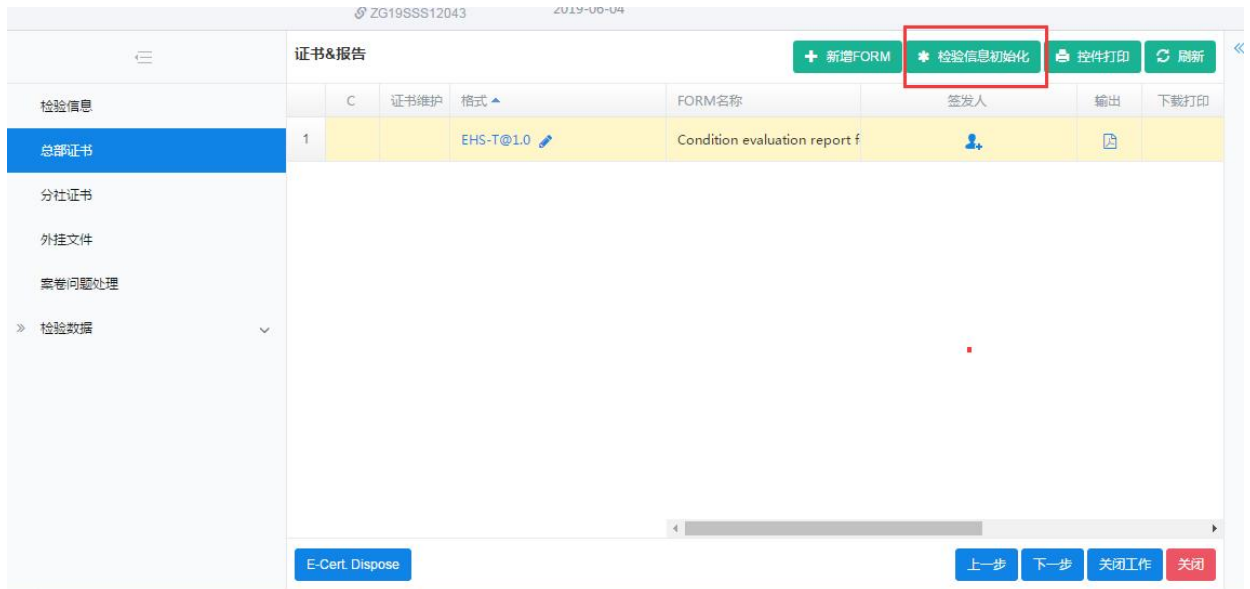 ZG19SSS12043 2019-06-04
证书&报告 新增FORM 检验信息初始化 控件打印 刷新
检验信息
C 证书维护 格式 FORM名称 签发人 输出 下载打印
1 EHS-T@1.0 Condition evaluation report f
总部证书
分社证书
外挂文件
案卷问题处理
检验数据
E-Cert. Dispose 上一步 下一步 关闭工作 关闭